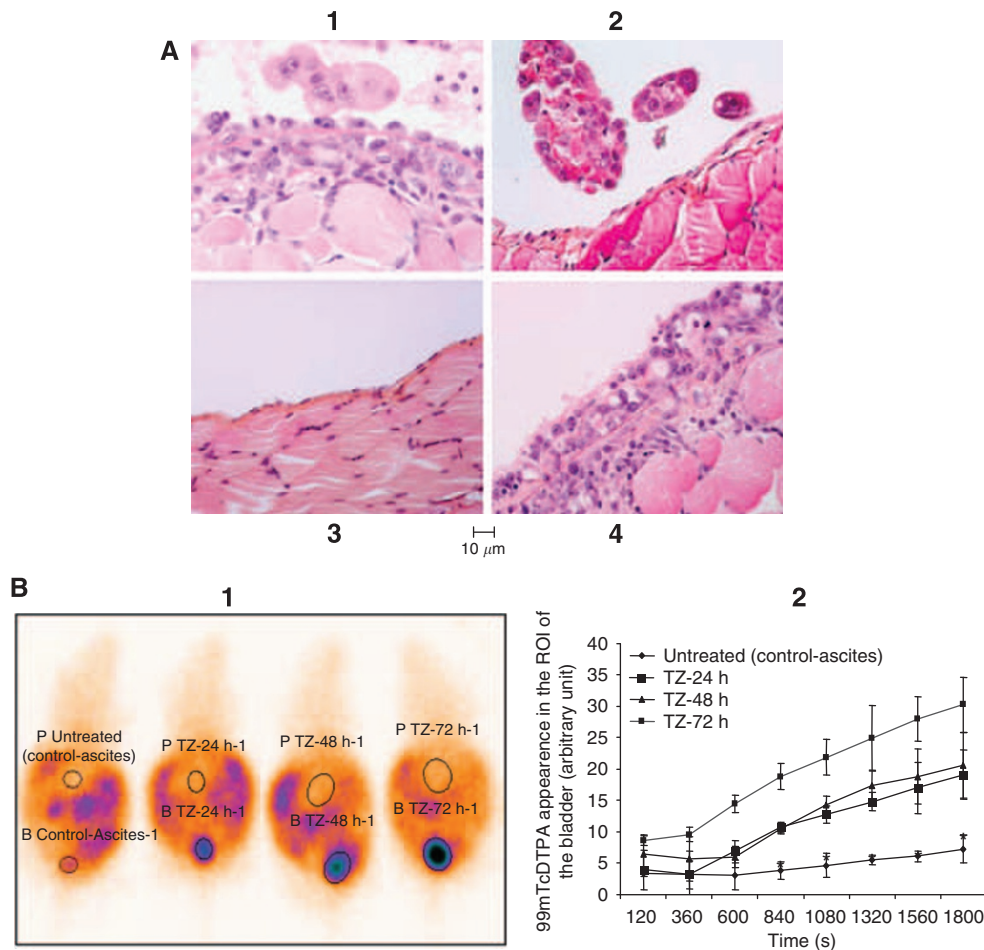 1
2
A
3
4
10 μm
B
1
2
P Untreated
(control-ascites)
P TZ-24 h-1
P TZ-48 h-1
P TZ-72 h-1
B Control-Ascites-1
B TZ-24 h-1
B TZ-48 h-1
B TZ-72 h-1
99mTcDTPA appearence in the ROI of
the bladder (arbitrary unit)
40
35
30
25
20
15
10
5
0
Untreated (control-ascites)
TZ-24 h
TZ-48 h
TZ-72 h
* * * * *
120 360 600 840 1080 1320 1560 1800
Time (s)